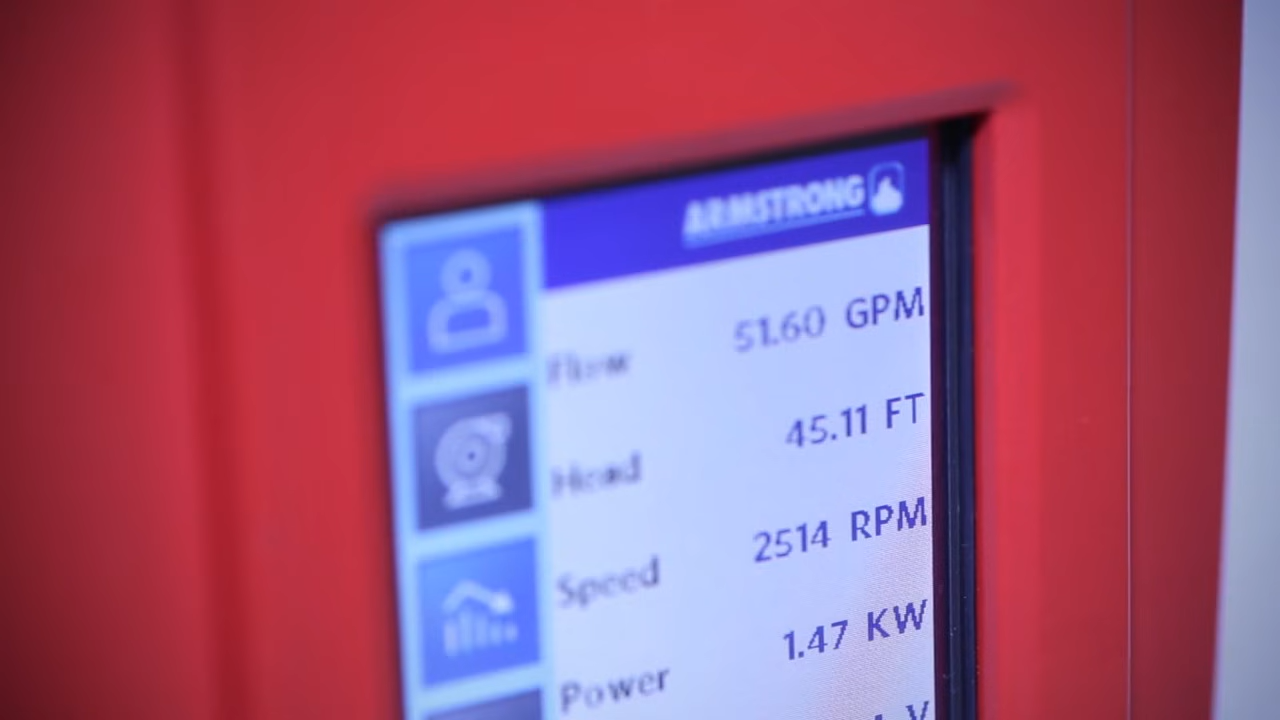 ARMSTRONG
Flow 51.60 GPM
Head 45.11 FT
Speed 2514 RPM
Power 1.47 KW
V